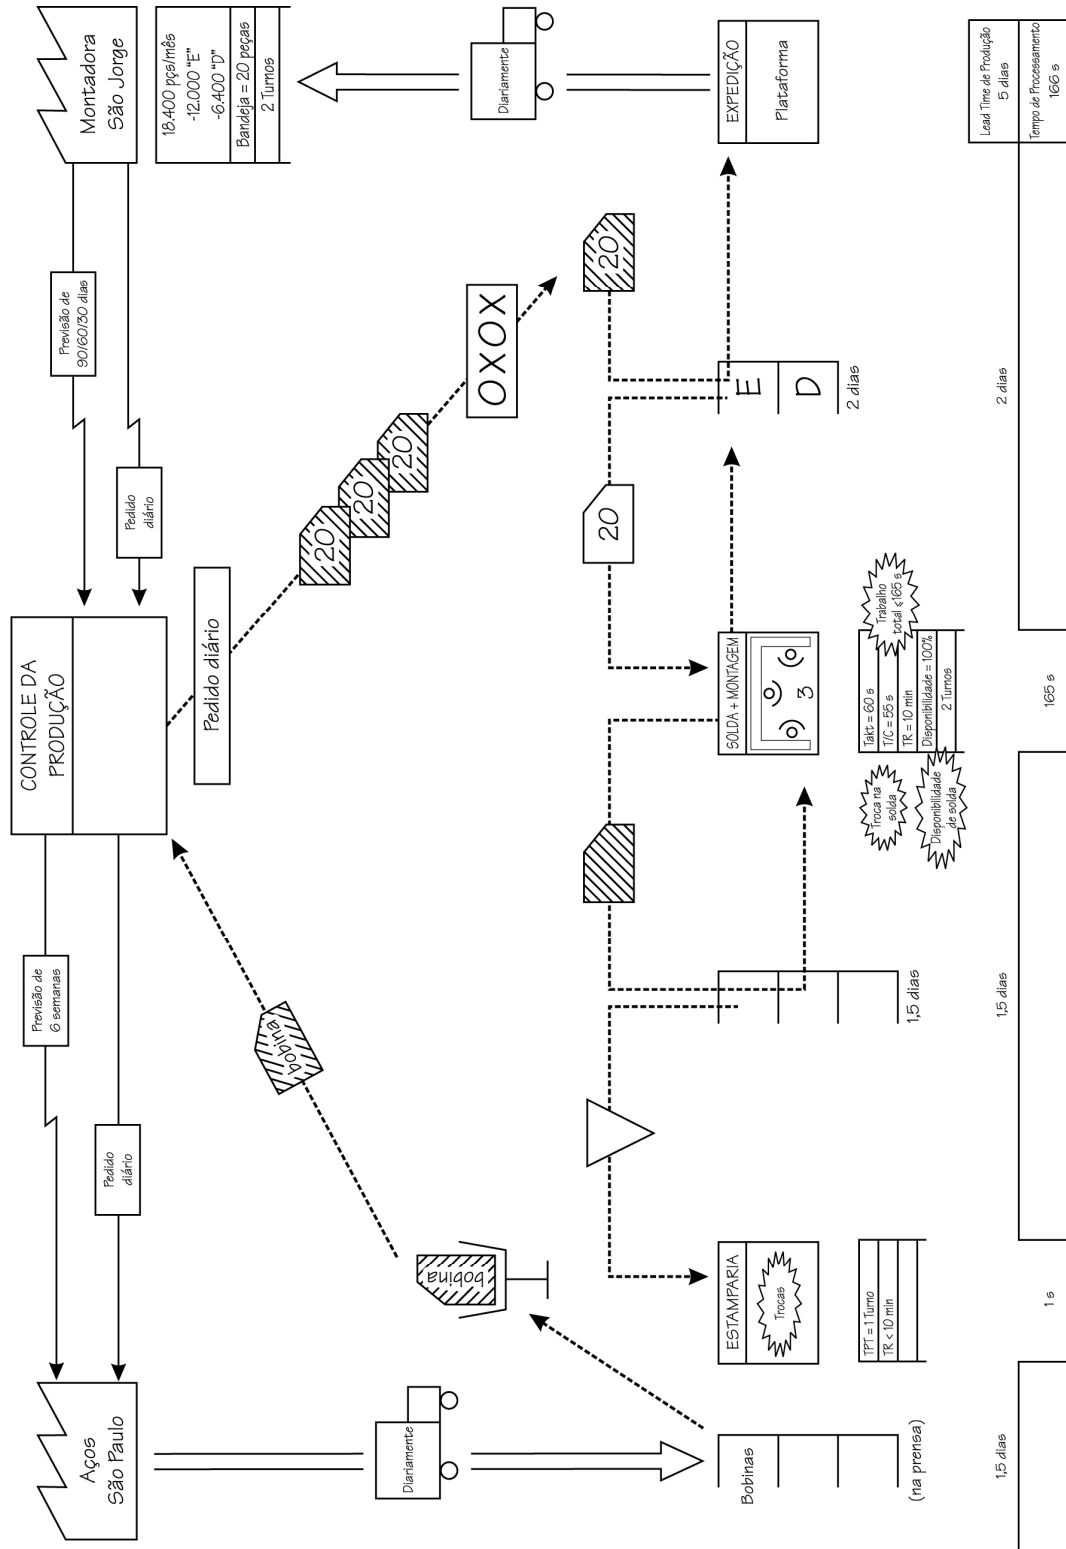 Aços
São Paulo
Previsão de
6 semanas
Pedido
diário
CONTROLE DA
PRODUÇÃO
Previsão de
90/60/30 dias
Pedido
diário
Montadora
São Jorge
18.400 pçs/mês
-12.000 "E"
-6.400 "D"
Bandeja = 20 peças
2 Turnos
Pedido diário
20
20
20
OXOX
bobina
bobina
Diariamente
Diariamente
20
20
Bobinas
(na prensa)
ESTAMPARIA
Trocas
TPT = 1 Turno
TR < 10 min
1,5 dias
SOLDA + MONTAGEM
3
Takt = 60 s
T/C = 55 s
TR = 10 min
Disponibilidade = 100%
2 Turnos
Troca na
solda
Disponibilidade
de solda
Trabalho
total ≤165 s
E
D
2 dias
EXPEDIÇÃO
Plataforma
1,5 dias
1 s
1,5 dias
165 s
2 dias
Lead Time de Produção
5 dias
Tempo de Processamento
166 s